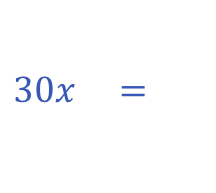 30x =